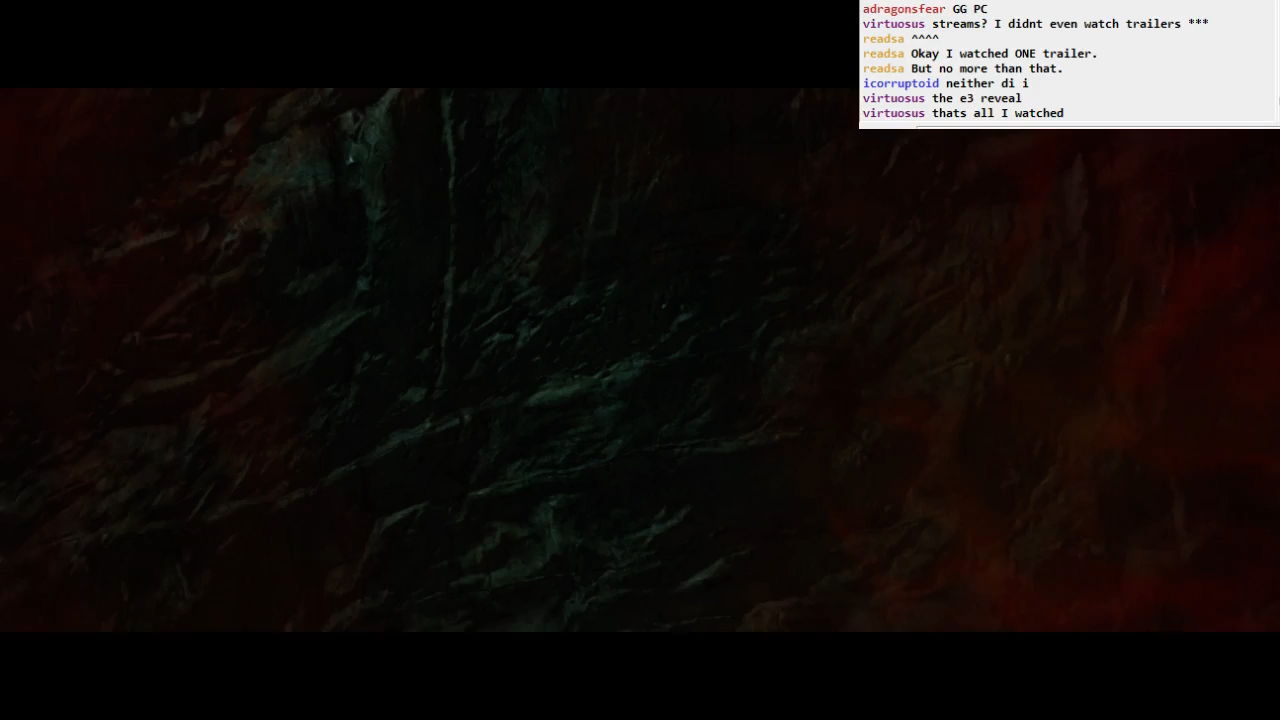 adragonsfear GG PC
virtuosus streams? I didnt even watch trailers ***
readsa ^^^^
readsa Okay I watched ONE trailer.
readsa But no more than that.
icorruptoid neither di i
virtuosus the e3 reveal
virtuosus thats all I watched